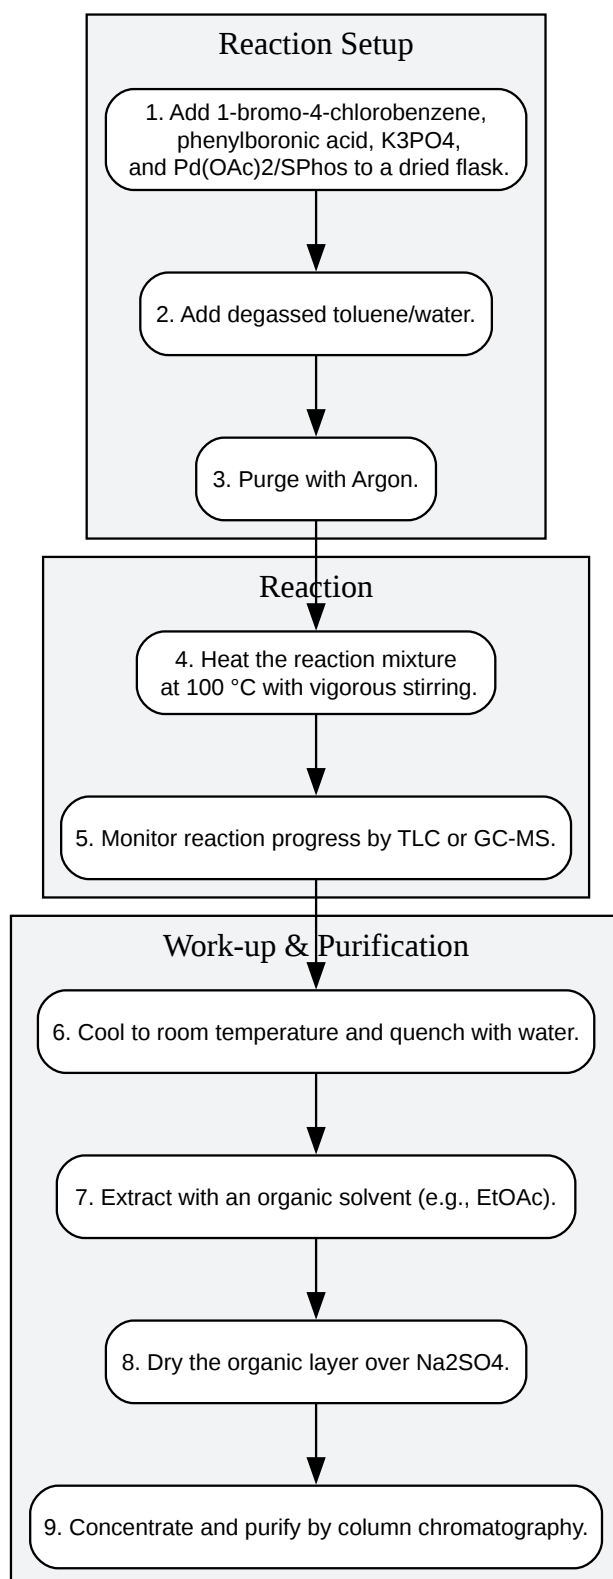 Reaction Setup
1. Add 1-bromo-4-chlorobenzene,
phenylboronic acid, K3PO4,
and Pd(OAc)2/SPhos to a dried flask.
2. Add degassed toluene/water.
3. Purge with Argon.
Reaction
4. Heat the reaction mixture
at 100 °C with vigorous stirring.
5. Monitor reaction progress by TLC or GC-MS.
Work-up & Purification
6. Cool to room temperature and quench with water.
7. Extract with an organic solvent (e.g., EtOAc).
8. Dry the organic layer over Na2SO4.
9. Concentrate and purify by column chromatography.